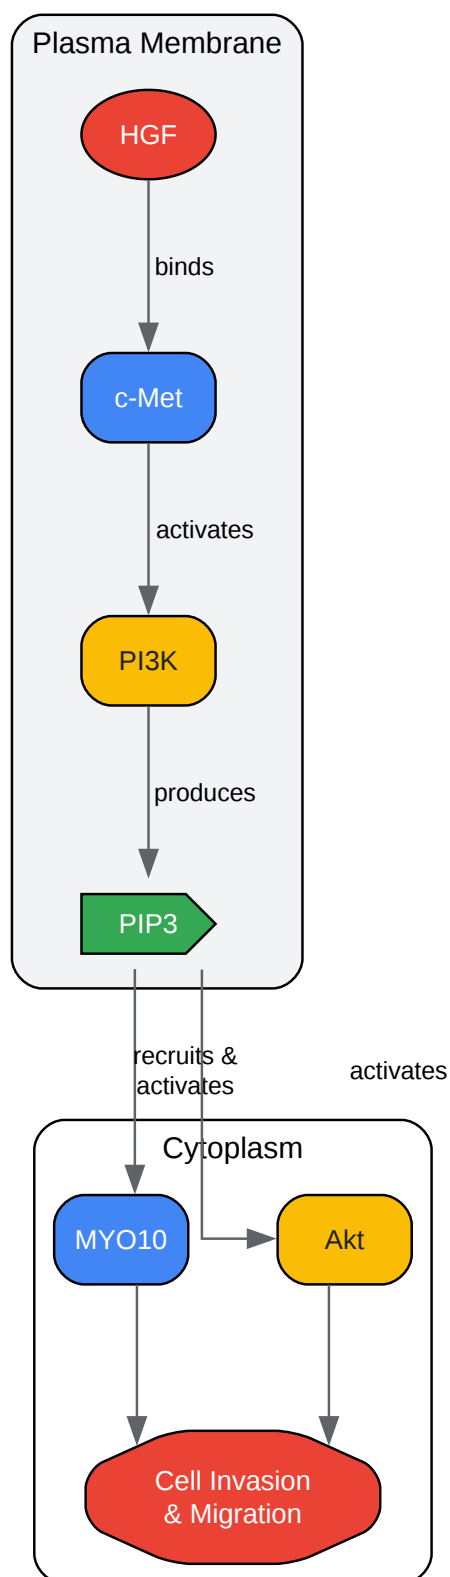 Plasma Membrane
HGF
binds
c-Met
activates
PI3K
produces
PIP3
recruits &
activates
activates
Cytoplasm
MYO10
Akt
Cell Invasion
& Migration